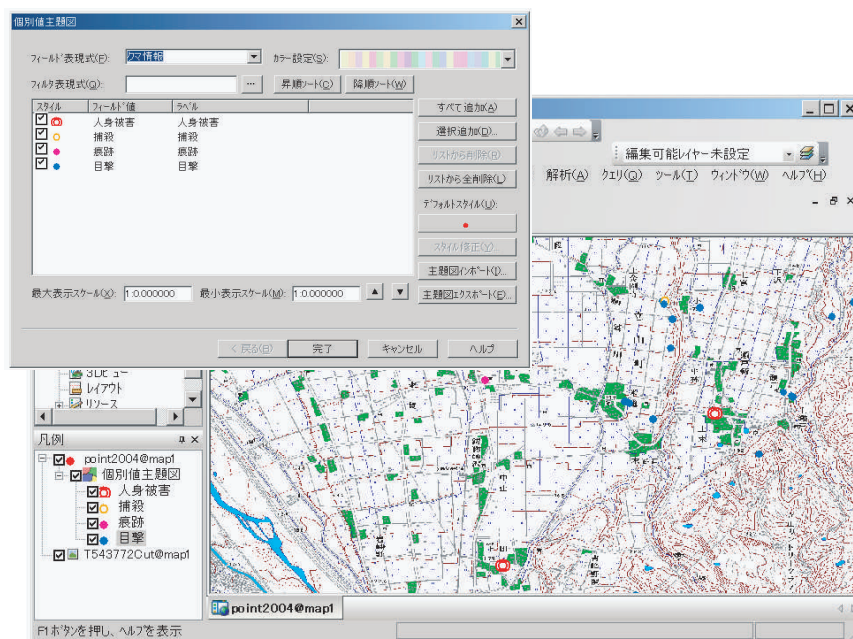 個別値主題図
フィールド表現式(F): クマ情報 カラー設定(S):
フィルタ表現式(Q): ... 昇順ソート(C) 降順ソート(W)
スタイル フィールド値 ラベル
人身被害 人身被害
捕殺 捕殺
痕跡 痕跡
目撃 目撃
すべて追加(A)
選択追加(D)...
リストから削除(R)
リストから全削除(L)
デフォルトスタイル(U):
スタイル修正(Y)...
主題図インポート(I)...
主題図エクスポート(E)...
最大表示スケール(X): 1:0.000000 最小表示スケール(M): 1:0.000000
< 戻る(B) 完了 キャンセル ヘルプ
編集可能レイヤー未設定
解析(A) クエリ(Q) ツール(T) ウィンドウ(W) ヘルプ(H)
3Dビュー
レイアウト
リソース
凡例
point2004@map1
個別値主題図
人身被害
捕殺
痕跡
目撃
T543772Cut@map1
point2004@map1
F1ボタンを押し、ヘルプを表示